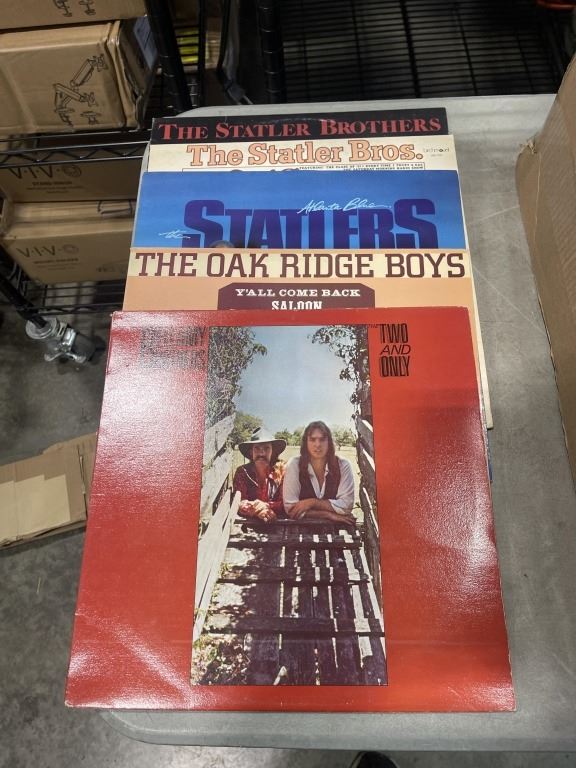 THE STATLER BROTHERS
The Statler Bros.
Atlanta Blue
the STATLERS
THE OAK RIDGE BOYS
Y'ALL COME BACK
SALOON
THE TWO
AND
ONLY
V·I·V·O
V·I·V·O